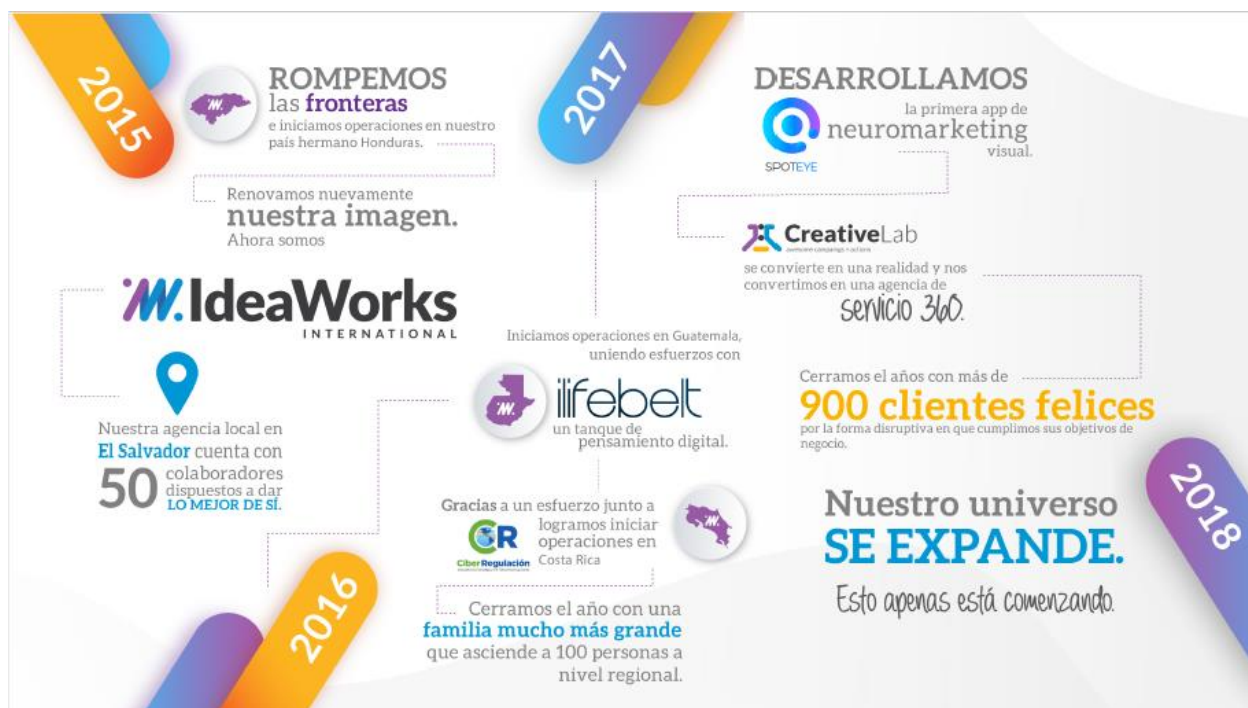 2015
ROMPEMOS
las fronteras
e iniciamos operaciones en nuestro
país hermano Honduras.
Renovamos nuevamente
nuestra imagen.
Ahora somos
IW. IdeaWorks
INTERNATIONAL
Nuestra agencia local en
El Salvador cuenta con
50 colaboradores
dispuestos a dar
LO MEJOR DE SÍ.
2016
2017
Iniciamos operaciones en Guatemala,
uniendo esfuerzos con
ilifebelt
un tanque de
pensamiento digital.
Gracias a un esfuerzo junto a
CR
CiberRegulación
logramos iniciar
operaciones en
Costa Rica
Cerramos el año con una
familia mucho más grande
que asciende a 100 personas a
nivel regional.
DESARROLLAMOS
SPOTEYE
la primera app de
neuromarketing
visual.
CreativeLab
awesome campaigns + actions
se convierte en una realidad y nos
convertimos en una agencia de
servicio 360.
Cerramos el años con más de
900 clientes felices
por la forma disruptiva en que cumplimos sus objetivos de
negocio.
2018
Nuestro universo
SE EXPANDE.
Esto apenas está comenzando.